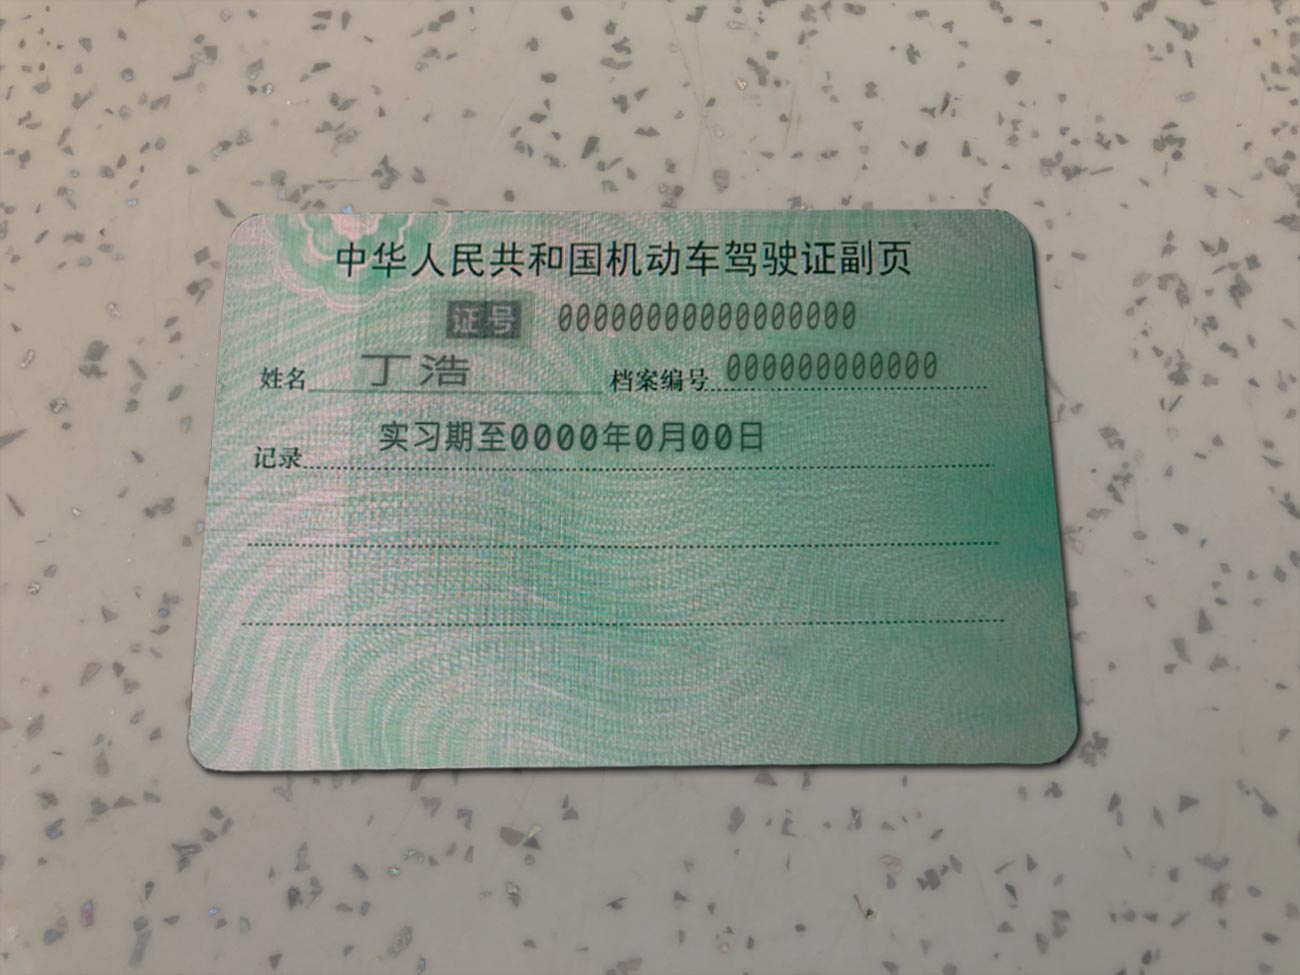 中华人民共和国机动车驾驶证副页
证号 00000000000000000
姓名 丁浩 档案编号 000000000000
记录 实习期至0000年0月00日